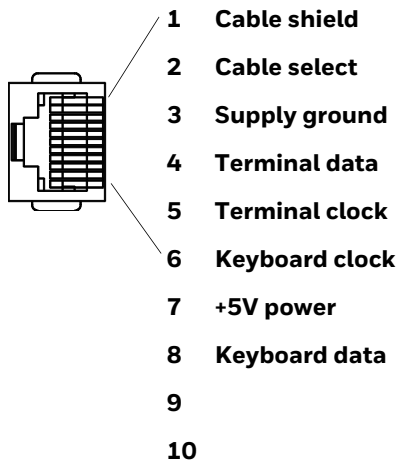 1 Cable shield
2 Cable select
3 Supply ground
4 Terminal data
5 Terminal clock
6 Keyboard clock
7 +5V power
8 Keyboard data
9
10